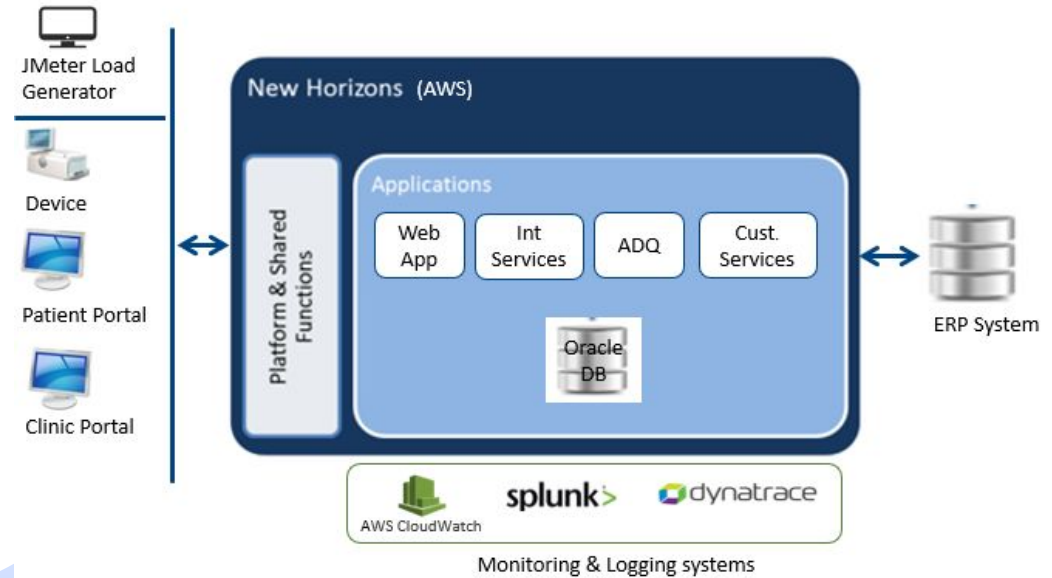 JMeter Load
Generator
Device
Patient Portal
Clinic Portal
New Horizons (AWS)
Platform & Shared
Functions
Applications
Web
App
Int
Services
ADQ
Cust.
Services
Oracle
DB
ERP System
AWS CloudWatch
splunk>
dynatrace
Monitoring & Logging systems